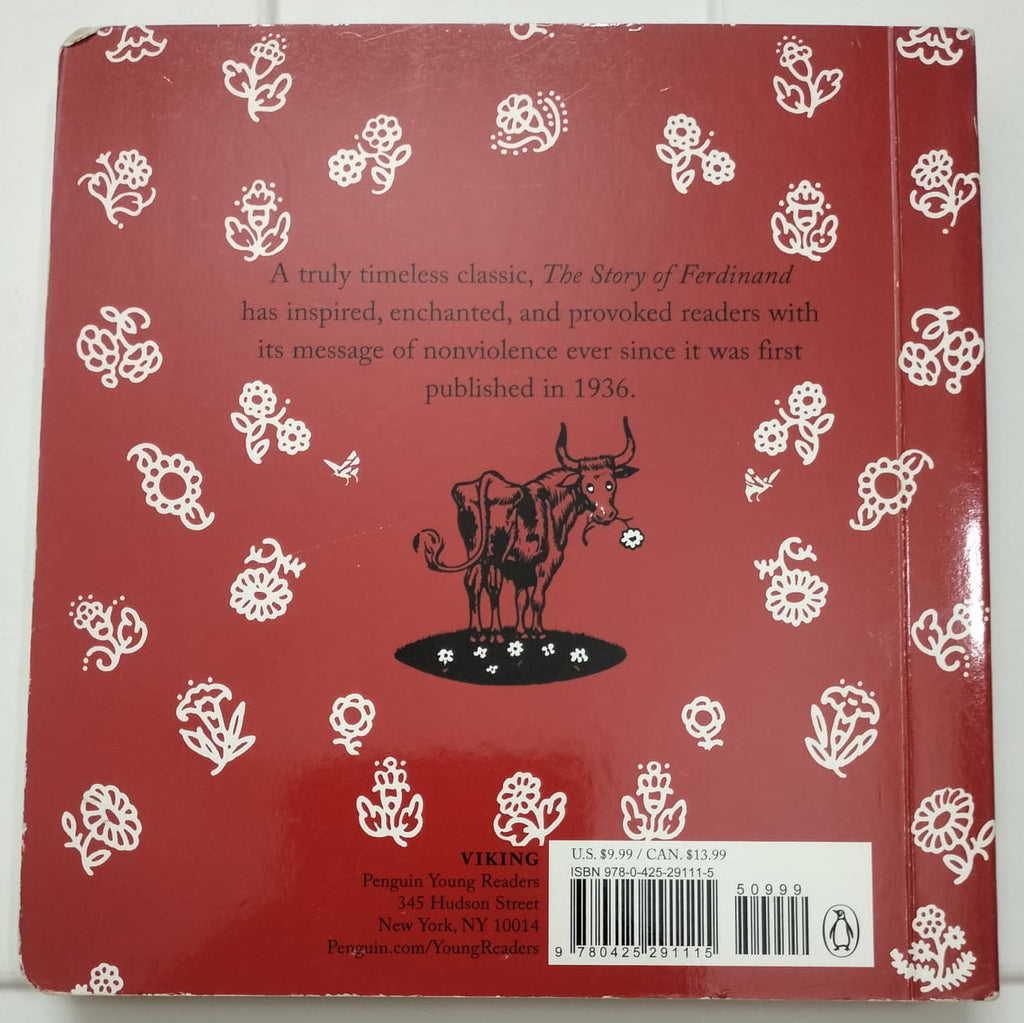 A truly timeless classic, The Story of Ferdinand
has inspired, enchanted, and provoked readers with
its message of nonviolence ever since it was first
published in 1936.
VIKING
Penguin Young Readers
345 Hudson Street
New York, NY 10014
Penguin.com/YoungReaders
U.S. $9.99 / CAN. $13.99
ISBN 978-0-425-29111-5
50999
9 780425 291115